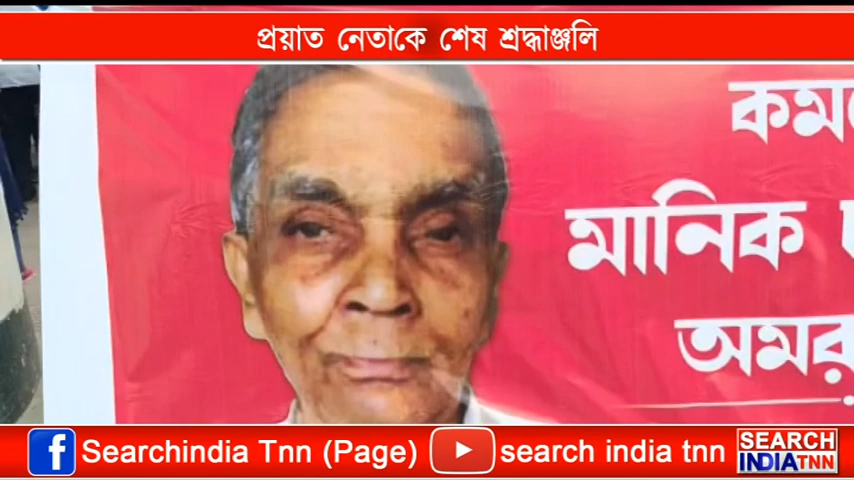 প্রয়াত নেতাকে শেষ শ্রদ্ধাঞ্জলি
মানিক
Searchindia Tnn (Page) search india tnn
SEARCH
INDIATNN